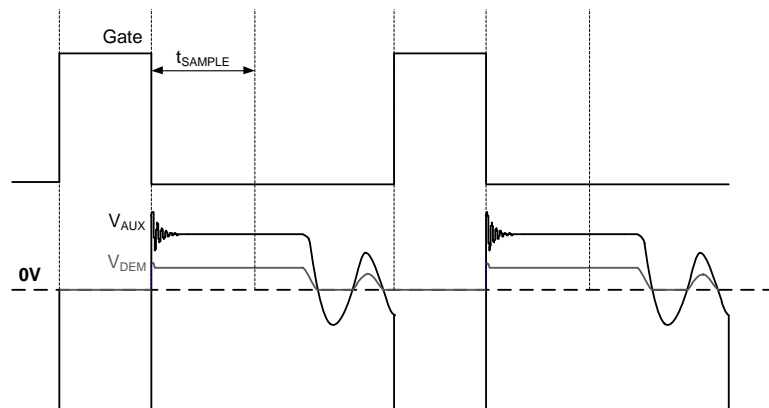 Gate
tSAMPLE
VAUX
VDEM
0V